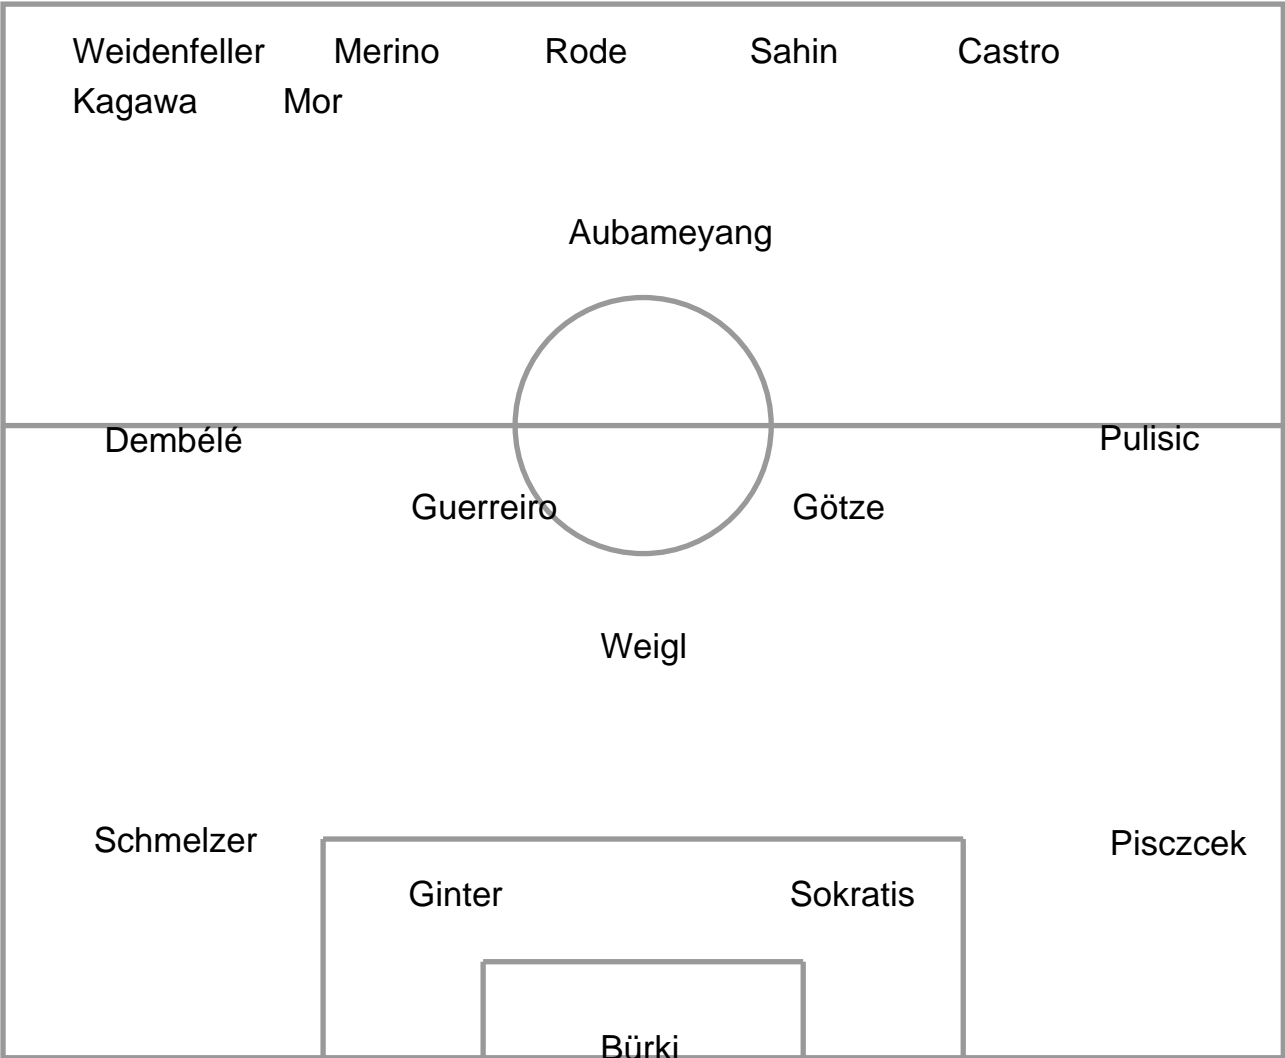 Weidenfeller Merino Rode Sahin Castro
Kagawa Mor
Aubameyang
Dembélé Pulisic
Guerreiro Götze
Weigl
Schmelzer Pisczcek
Ginter Sokratis
Bürki